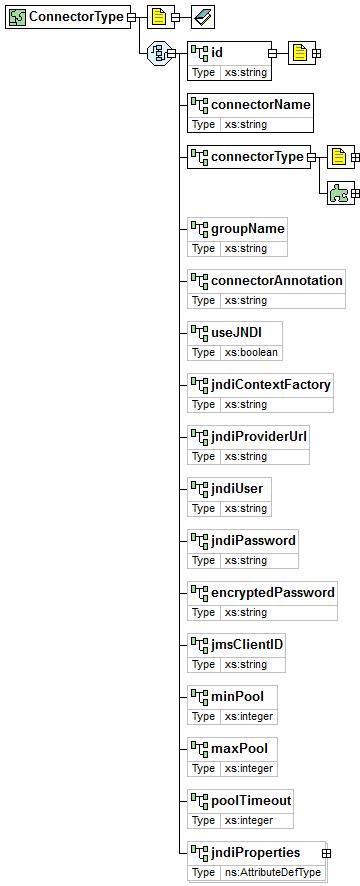 ConnectorType
id
Type xs:string
connectorName
Type xs:string
connectorType
groupName
Type xs:string
connectorAnnotation
Type xs:string
useJNDI
Type xs:boolean
jndiContextFactory
Type xs:string
jndiProviderUrl
Type xs:string
jndiUser
Type xs:string
jndiPassword
Type xs:string
encryptedPassword
Type xs:string
jmsClientID
Type xs:string
minPool
Type xs:integer
maxPool
Type xs:integer
poolTimeout
Type xs:integer
jndiProperties
Type ns:AttributeDefType